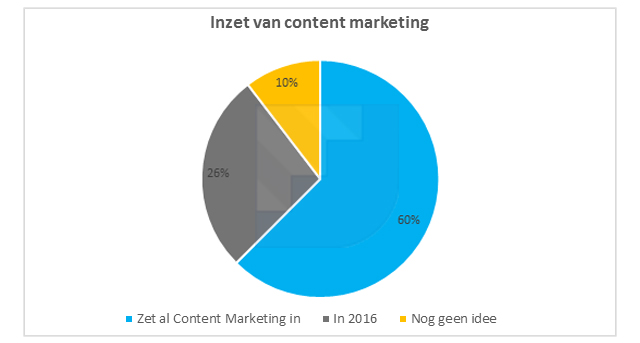 Inzet van content marketing
10%
26%
60%
Zet al Content Marketing in In 2016 Nog geen idee